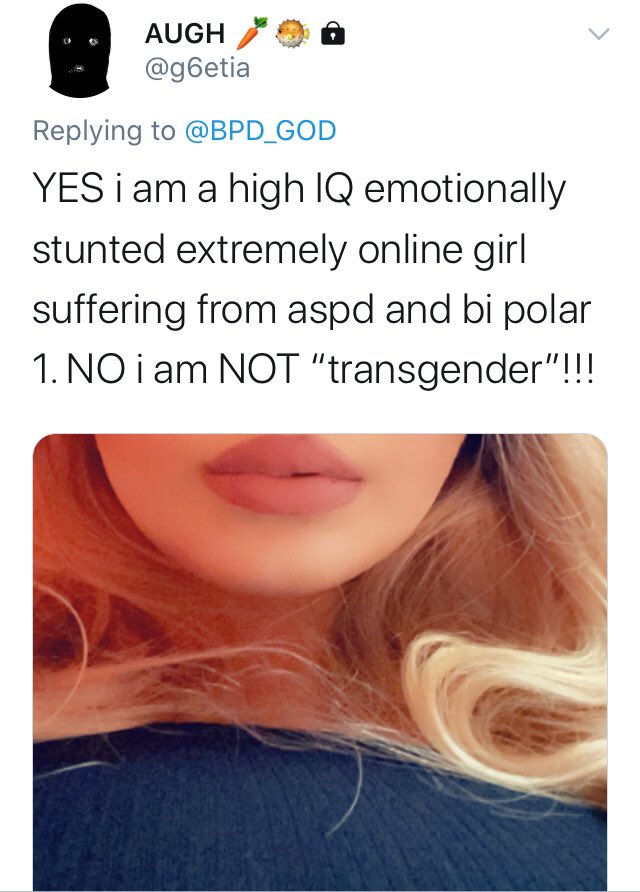 AUGH 🥕🐡🔒
@g6etia
Replying to @BPD_GOD
YES i am a high IQ emotionally
stunted extremely online girl
suffering from aspd and bi polar
1. NO i am NOT “transgender”!!!